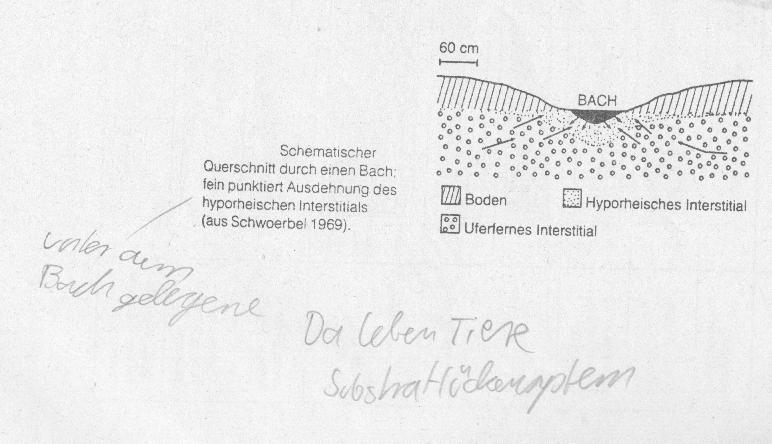 60 cm
BACH
Schematischer
Querschnitt durch einen Bach;
fein punktiert Ausdehnung des
hyporheischen Interstitials
(aus Schwoerbel 1969).
Boden
Hyporheisches Interstitial
Uferfernes Interstitial
unter dem
Bach gelegene
Da leben Tiere